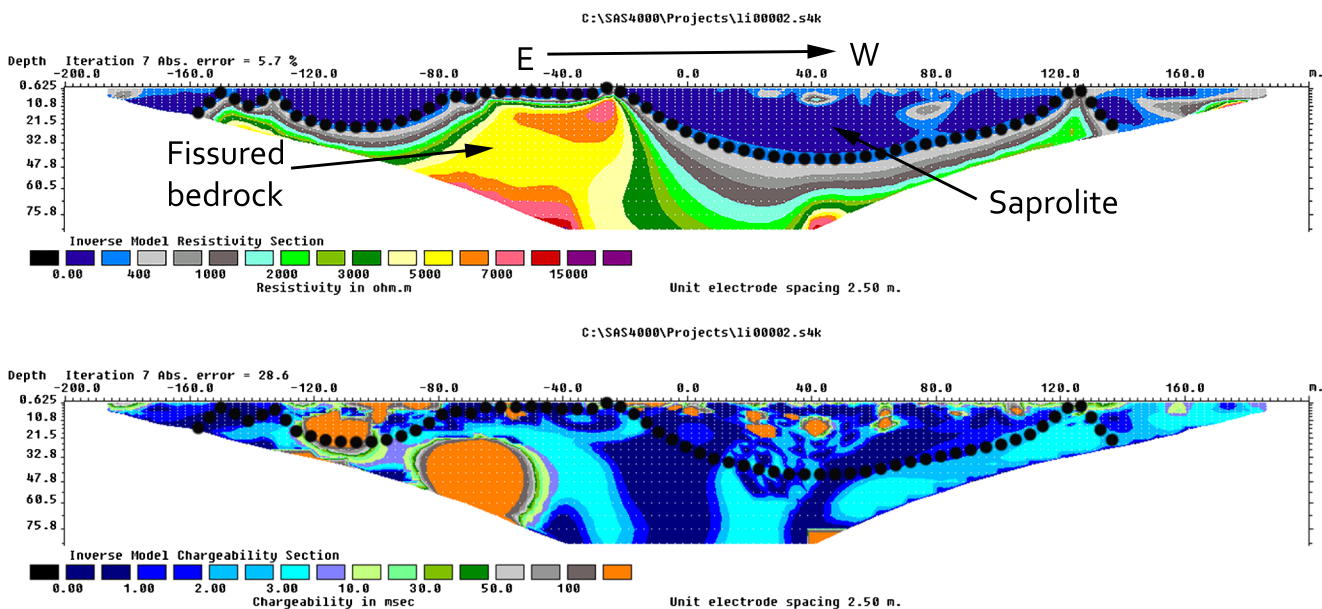 C:\SAS4000\Projects\li00002.s4k
E W
Depth Iteration 7 Abs. error = 5.7 %
-200.0 -160.0 -120.0 -80.0 -40.0 0.0 40.0 80.0 120.0 160.0 m.
0.625
10.8
21.5
32.8
47.8
60.5
75.8
Fissured
bedrock
Saprolite
Inverse Model Resistivity Section
0.00 400 1000 2000 3000 5000 7000 15000
Resistivity in ohm.m Unit electrode spacing 2.50 m.
C:\SAS4000\Projects\li00002.s4k
Depth Iteration 7 Abs. error = 28.6
-200.0 -160.0 -120.0 -80.0 -40.0 0.0 40.0 80.0 120.0 160.0 m.
0.625
10.8
21.5
32.8
47.8
60.5
75.8
Inverse Model Chargeability Section
0.00 1.00 2.00 3.00 10.0 30.0 50.0 100
Chargeability in msec Unit electrode spacing 2.50 m.